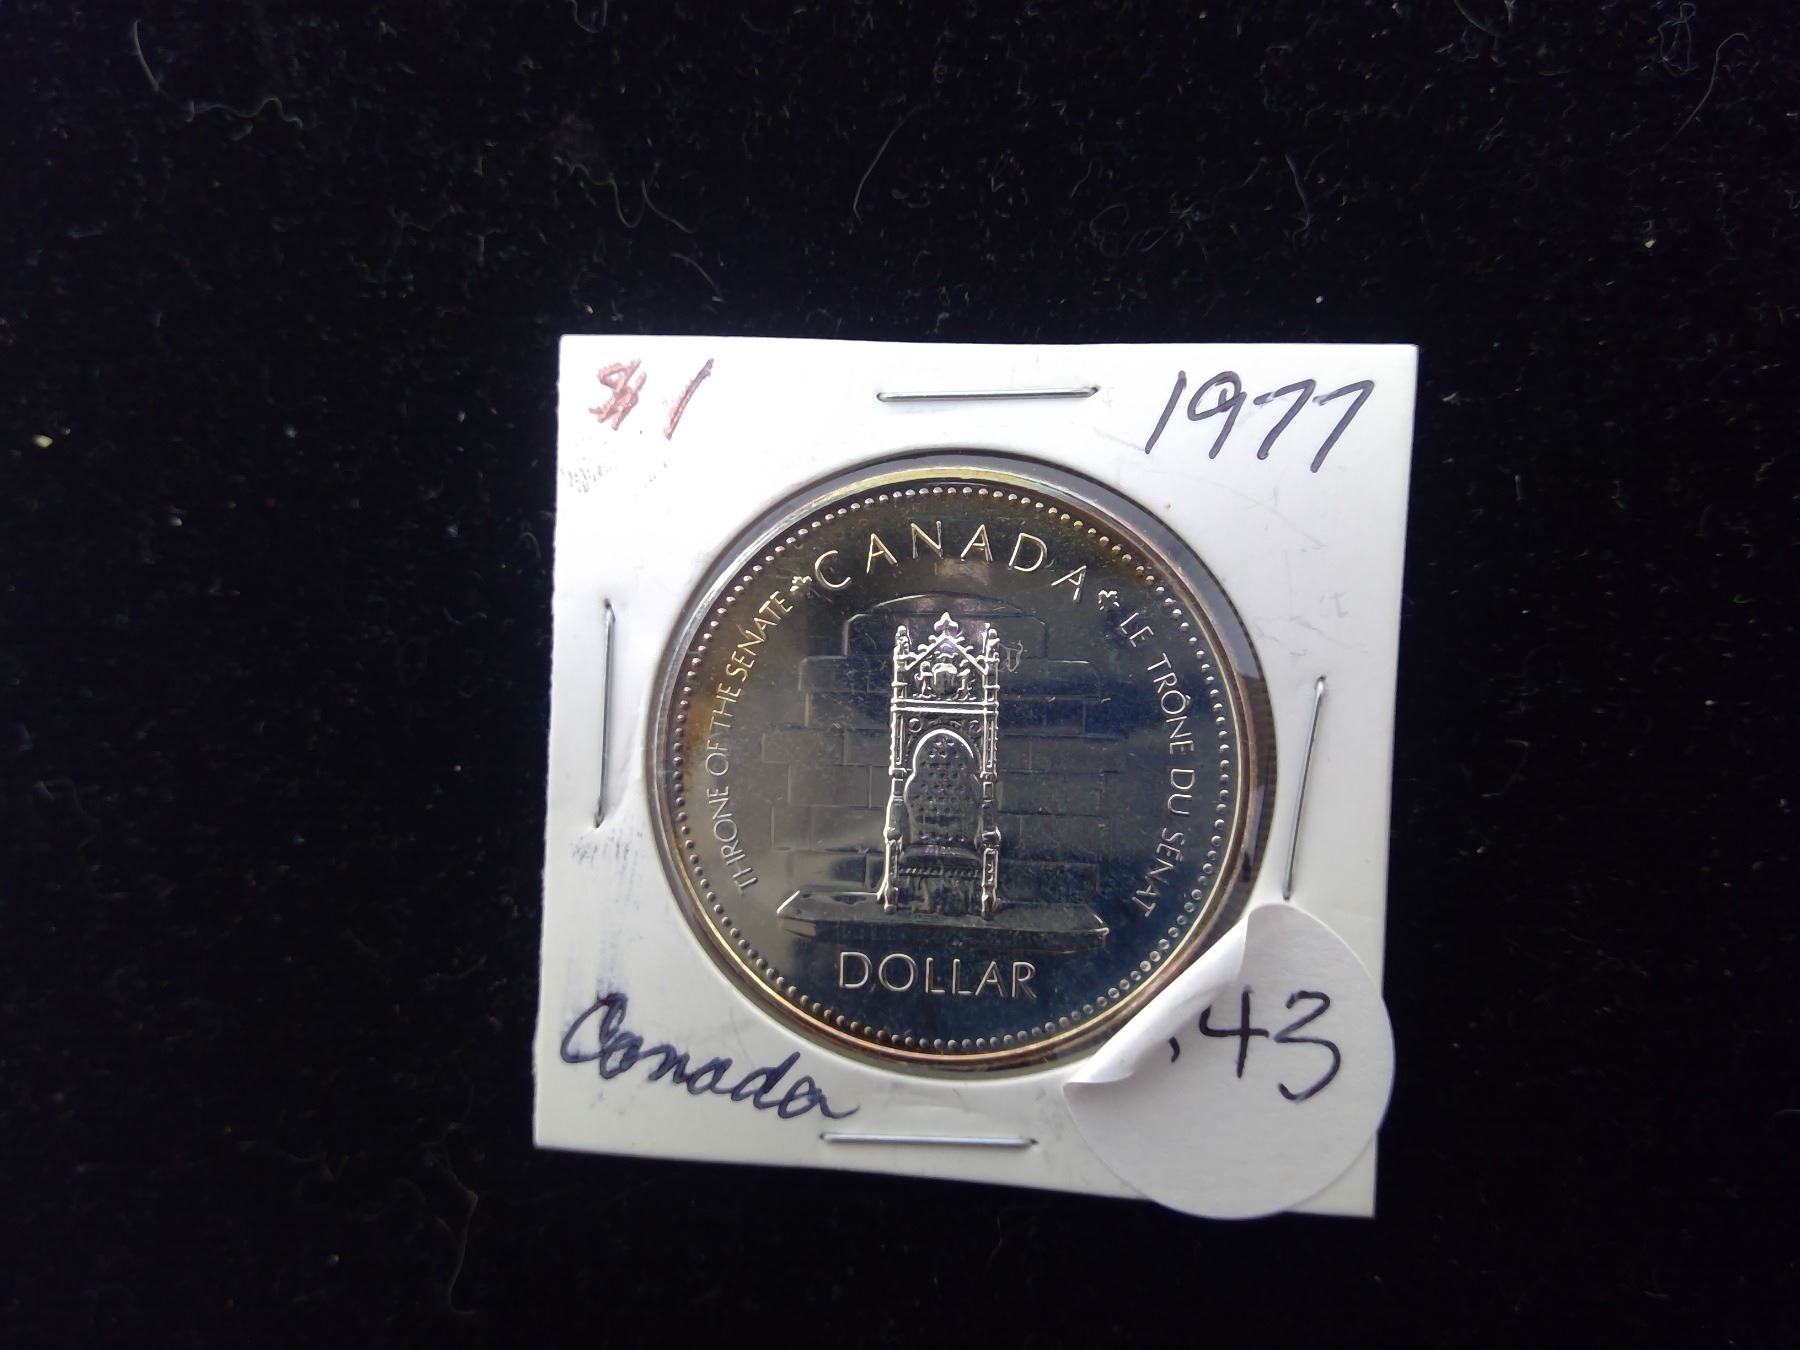 $1
1977
CANADA
THRONE OF THE SENATE
LE TRÔNE DU SÉNAT
DOLLAR
Canada
.43